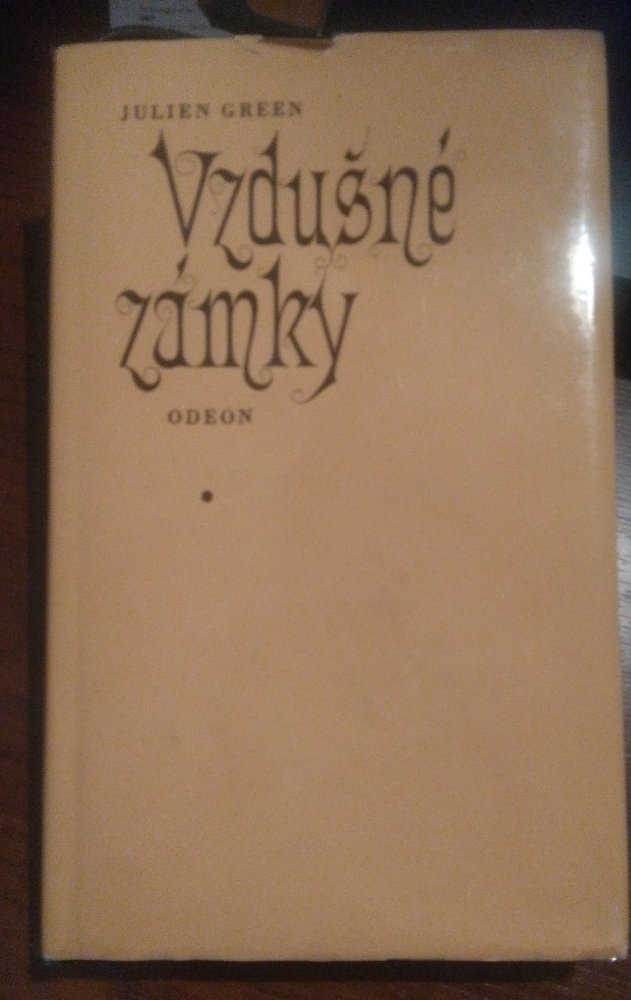 JULIEN GREEN
Vzdušné
zámky
ODEON